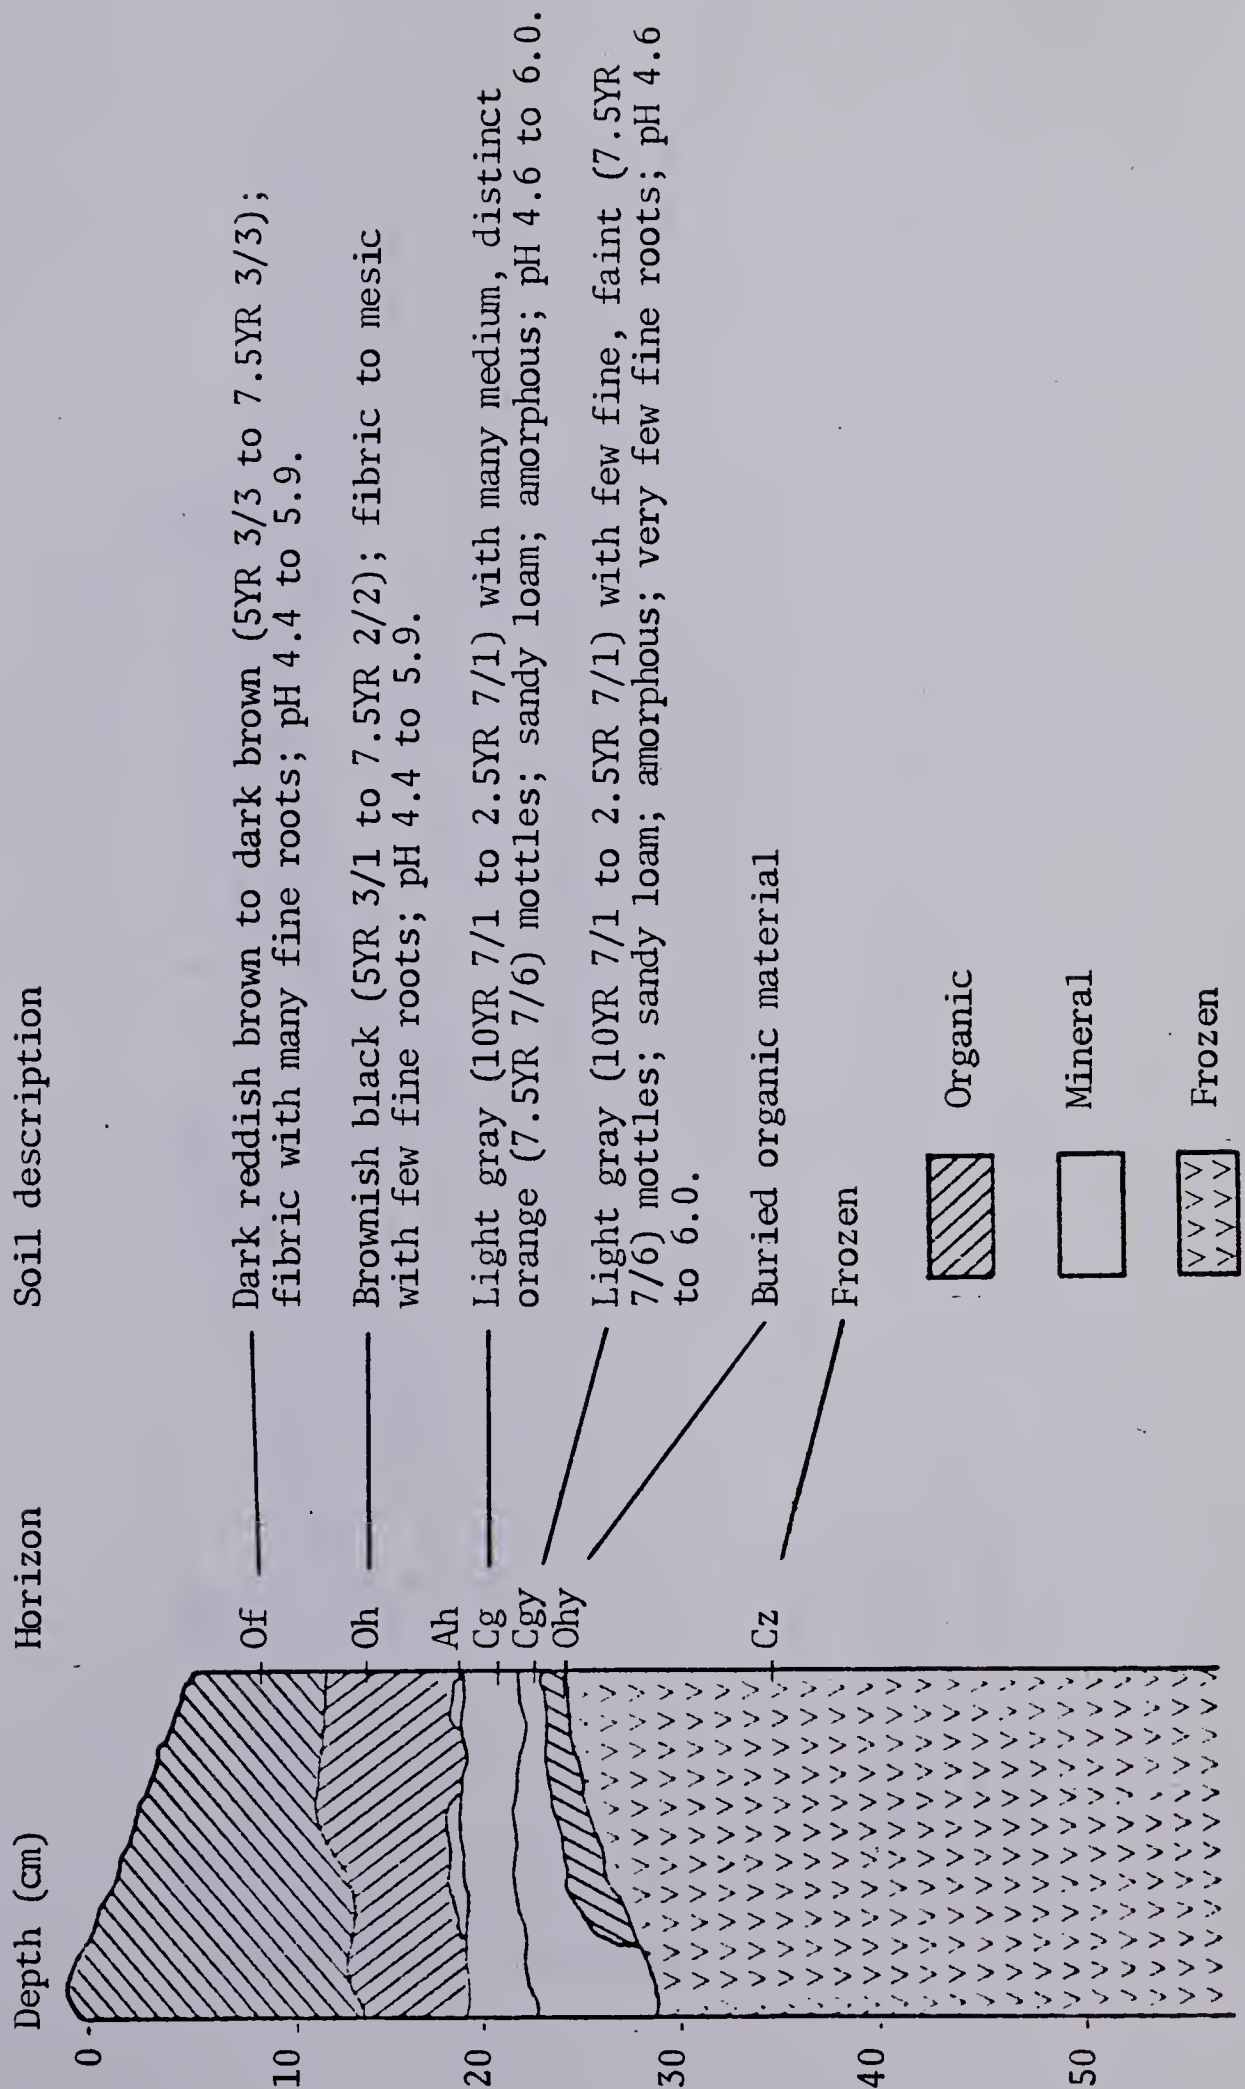 Depth (cm)
Horizon
Soil description
0
10
20
30
40
50
Of
Oh
Ah
Cg
Cgy
Ohy
Cz
Dark reddish brown to dark brown (5YR 3/3 to 7.5YR 3/3);
fibric with many fine roots; pH 4.4 to 5.9.
Brownish black (5YR 3/1 to 7.5YR 2/2); fibric to mesic
with few fine roots; pH 4.4 to 5.9.
Light gray (10YR 7/1 to 2.5YR 7/1) with many medium, distinct
orange (7.5YR 7/6) mottles; sandy loam; amorphous; pH 4.6 to 6.0.
Light gray (10YR 7/1 to 2.5YR 7/1) with few fine, faint (7.5YR
7/6) mottles; sandy loam; amorphous; very few fine roots; pH 4.6
to 6.0.
Buried organic material
Frozen
Organic
Mineral
Frozen